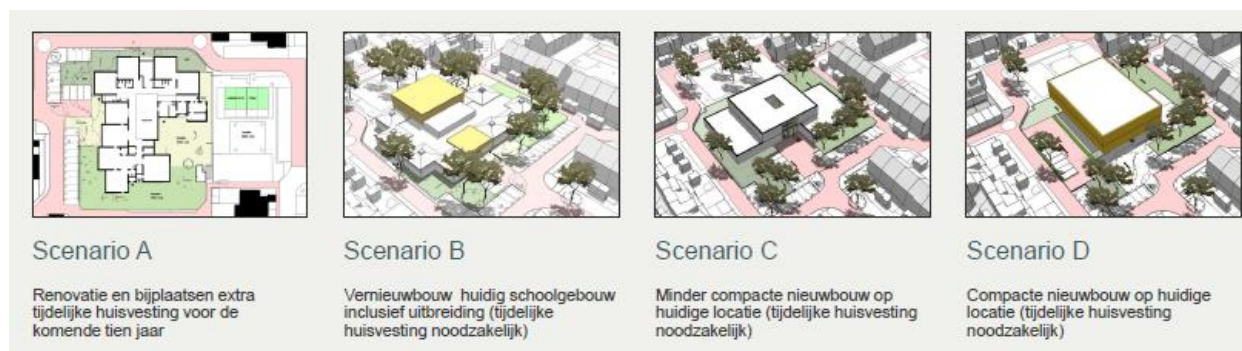 Scenario A
Renovatie en bijplaatsen extra
tijdelijke huisvesting voor de
komende tien jaar
Scenario B
Vernieuwbouw huidig schoolgebouw
inclusief uitbreiding (tijdelijke
huisvesting noodzakelijk)
Scenario C
Minder compacte nieuwbouw op
huidige locatie (tijdelijke huisvesting
noodzakelijk)
Scenario D
Compacte nieuwbouw op huidige
locatie (tijdelijke huisvesting
noodzakelijk)